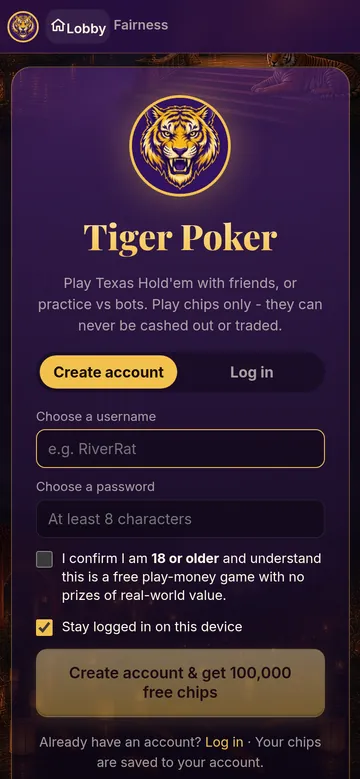 Lobby
Fairness
Tiger Poker
Play Texas Hold'em with friends, or
practice vs bots. Play chips only - they can
never be cashed out or traded.
Create account
Log in
Choose a username
e.g. RiverRat
Choose a password
At least 8 characters
I confirm I am 18 or older and understand
this is a free play-money game with no
prizes of real-world value.
Stay logged in on this device
Create account & get 100,000
free chips
Already have an account? Log in · Your chips
are saved to your account.